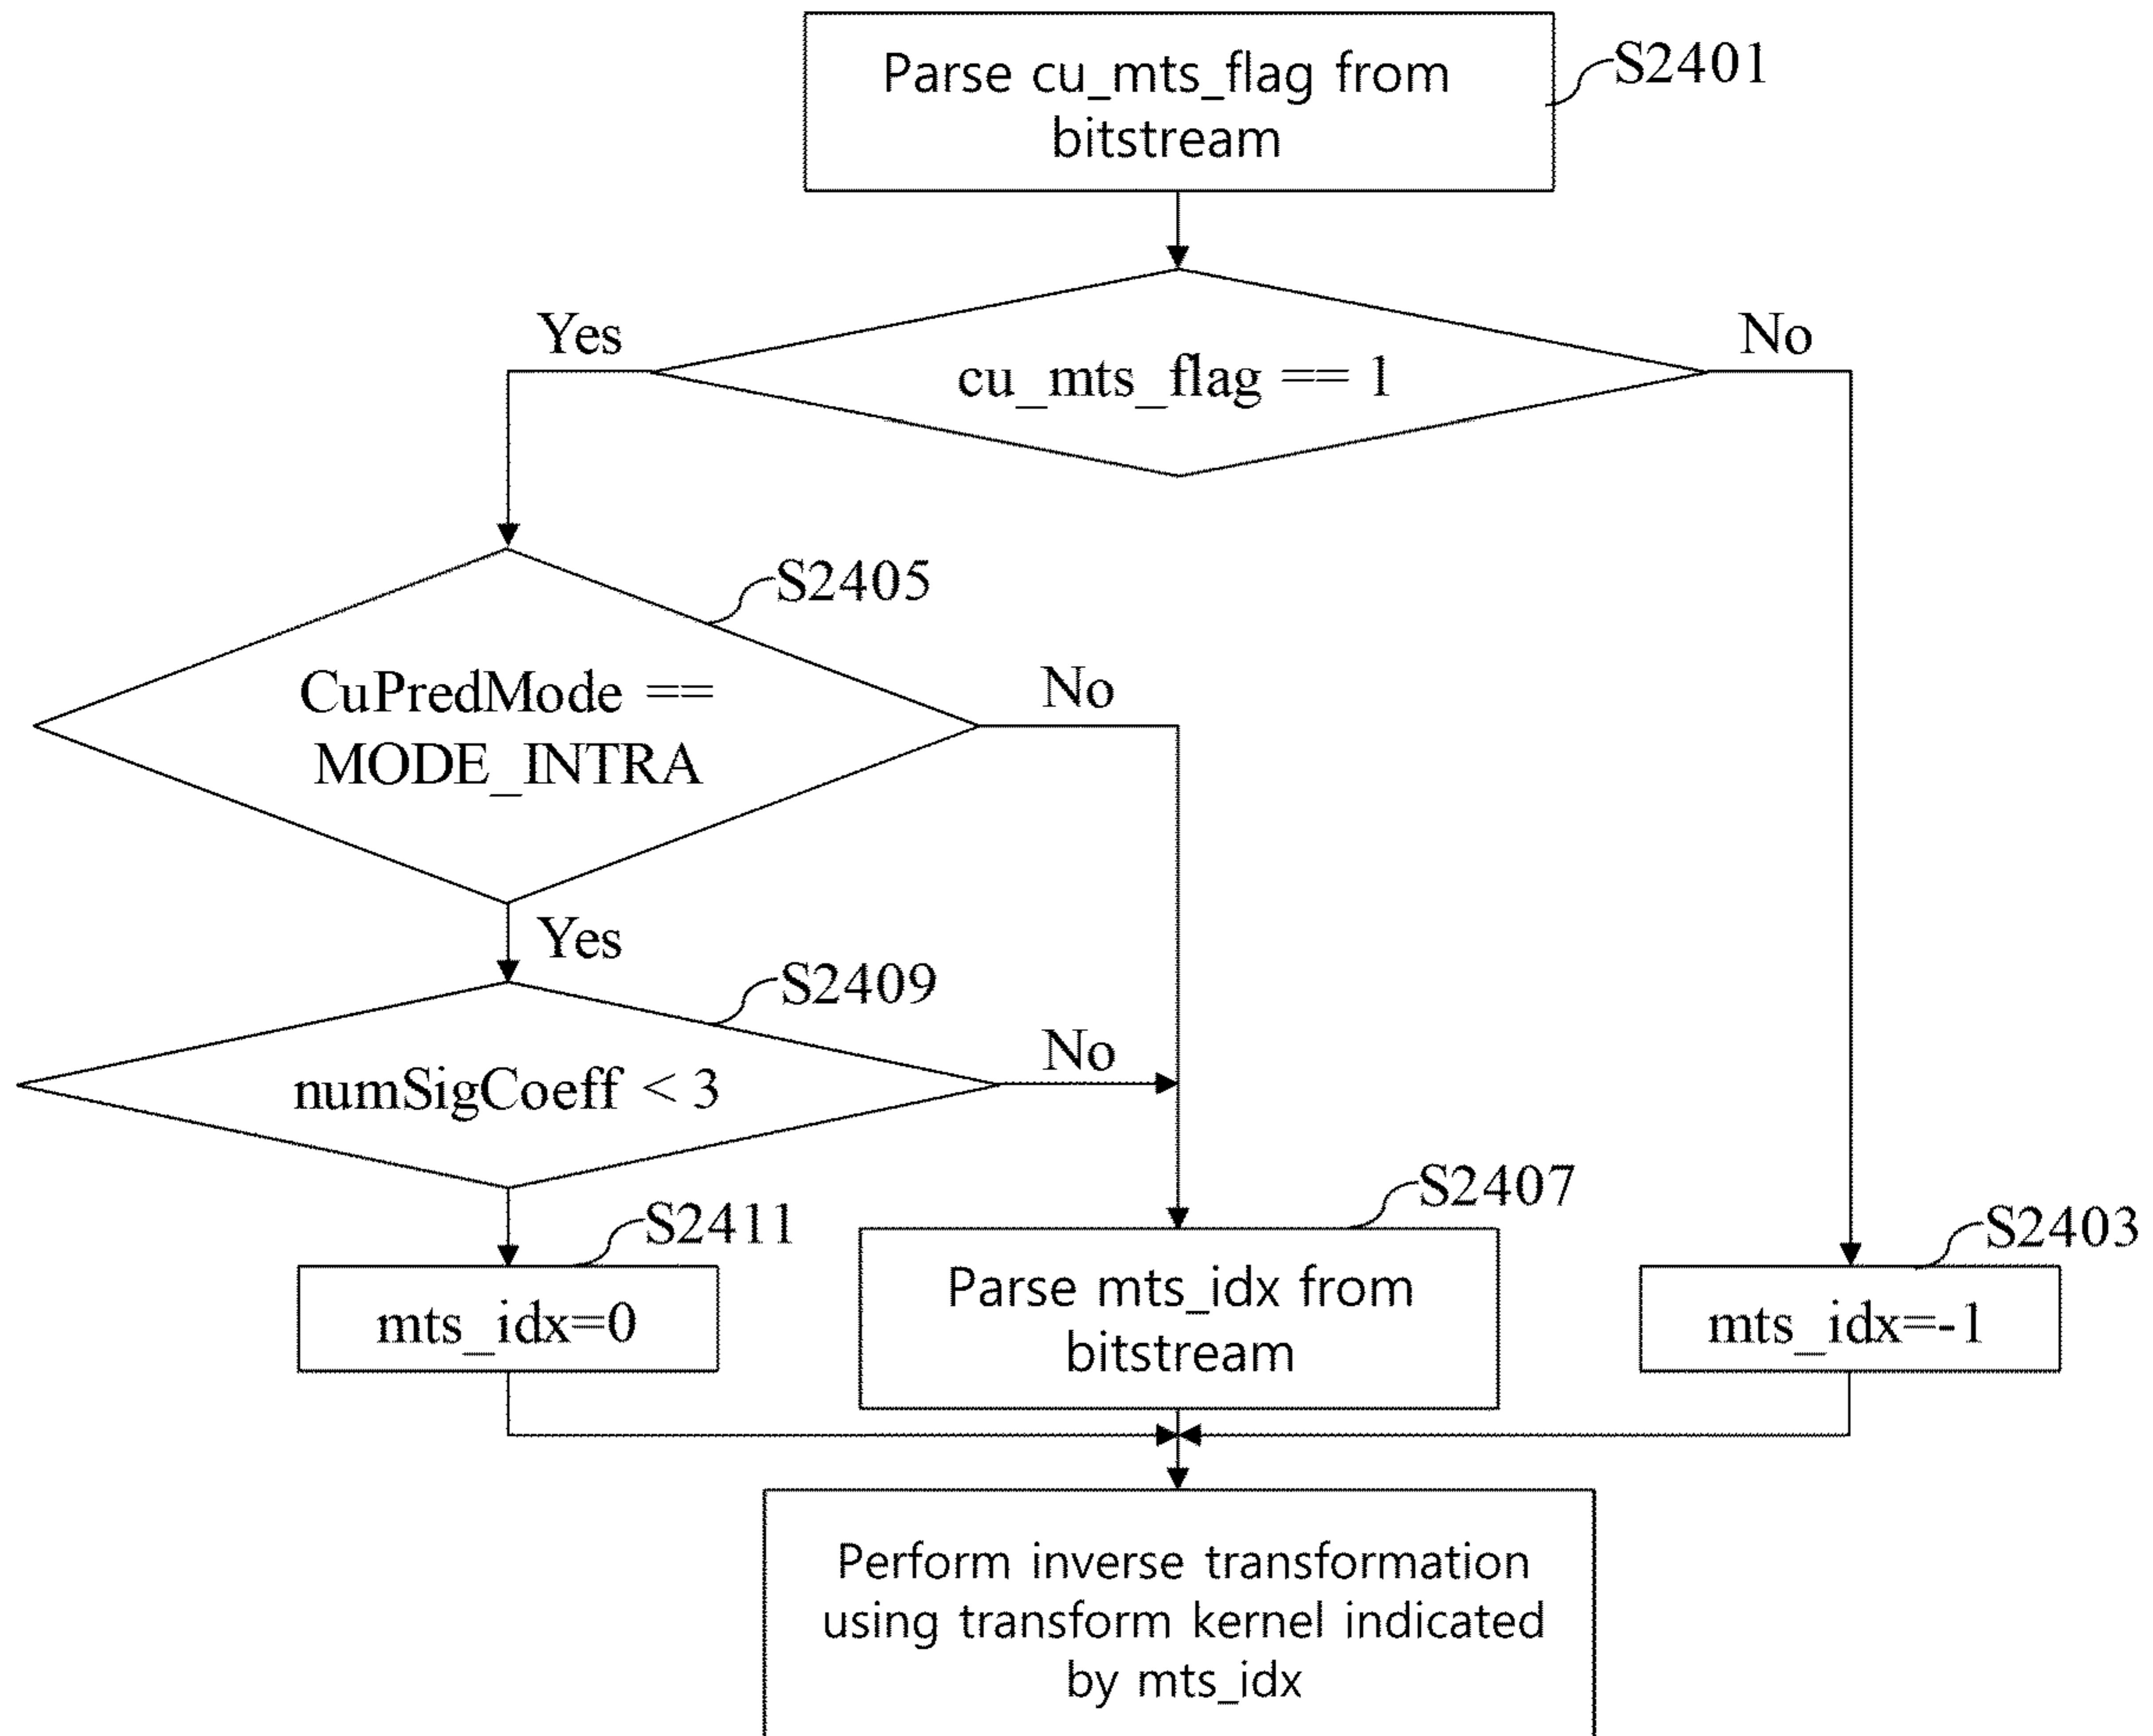 Parse cu_mts_flag from
bitstream
S2401
Yes
No
cu_mts_flag == 1
S2405
CuPredMode ==
MODE_INTRA
No
Yes
S2409
numSigCoeff < 3
No
S2411
mts_idx=0
S2407
Parse mts_idx from
bitstream
S2403
mts_idx=-1
Perform inverse transformation
using transform kernel indicated
by mts_idx